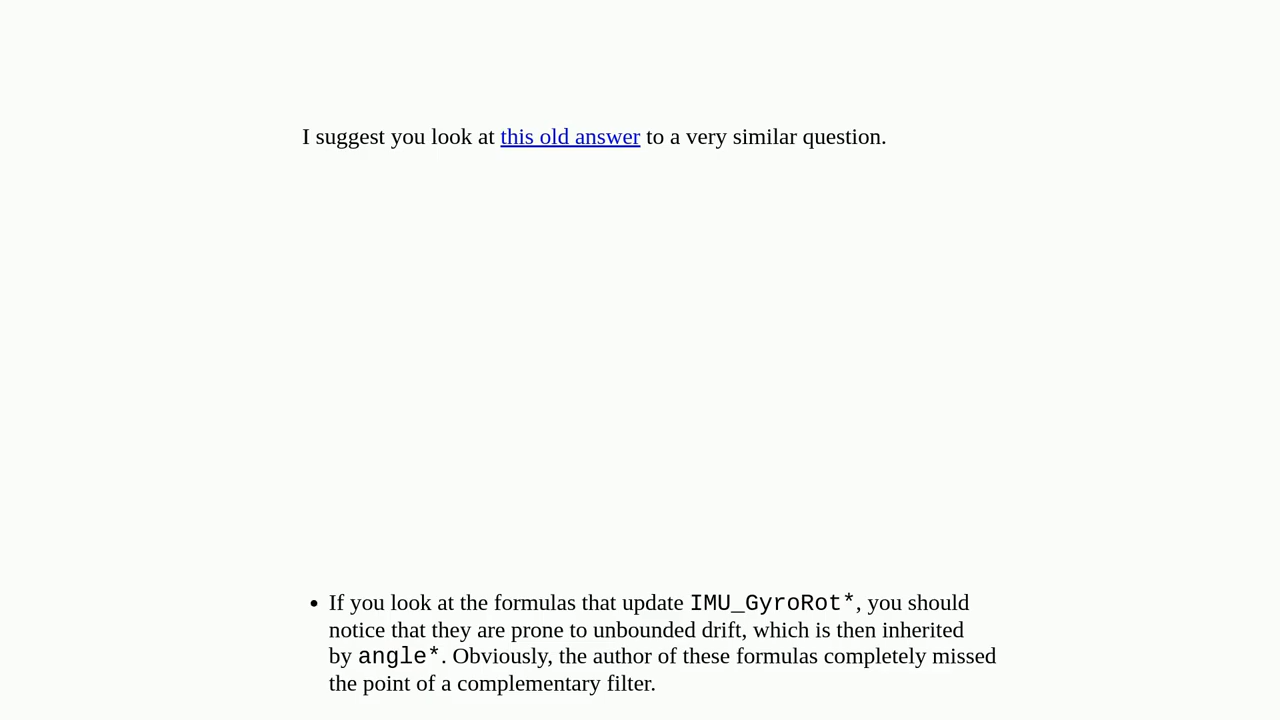 I suggest you look at this old answer to a very similar question.
• If you look at the formulas that update IMU_GyroRot*, you should
notice that they are prone to unbounded drift, which is then inherited
by angle*. Obviously, the author of these formulas completely missed
the point of a complementary filter.